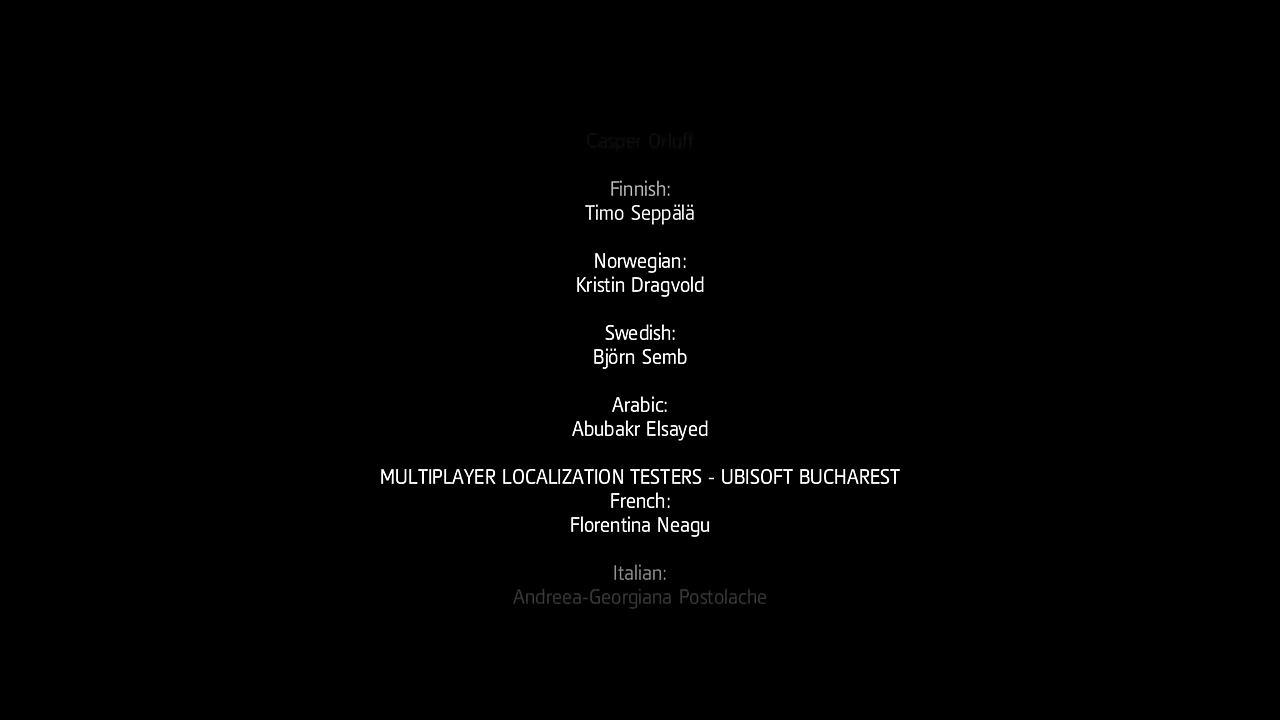 Casper Orluff
Finnish:
Timo Seppälä
Norwegian:
Kristin Dragvold
Swedish:
Björn Semb
Arabic:
Abubakr Elsayed
MULTIPLAYER LOCALIZATION TESTERS - UBISOFT BUCHAREST
French:
Florentina Neagu
Italian:
Andreea-Georgiana Postolache